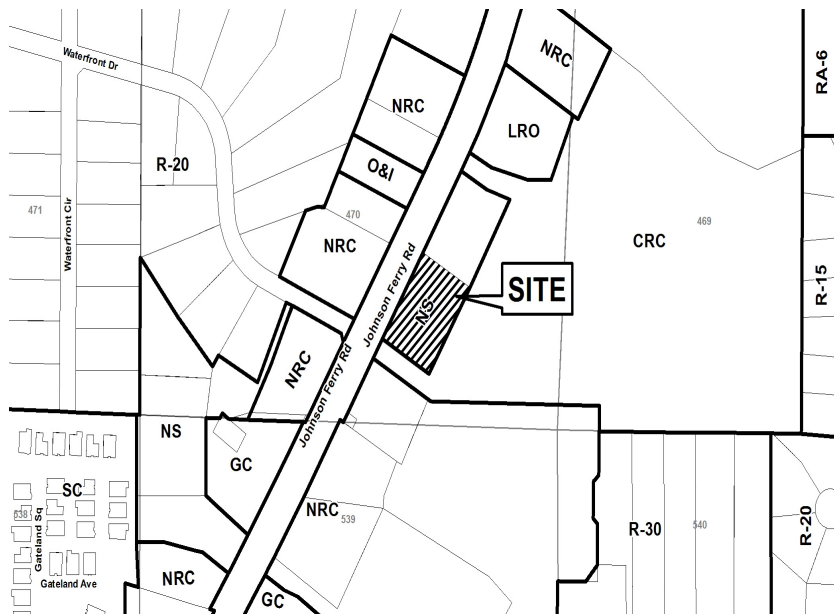 NRC
RA-6
Waterfront Dr
NRC
LRO
R-20
O&I
471
Waterfront Cir
470
469
NRC
CRC
Johnson Ferry Rd
SITE
R-15
NS
NRC
Johnson Ferry Rd
NS
GC
SC
538
Gateland Sq
NRC
539
R-30
540
R-20
Gateland Ave
NRC
GC